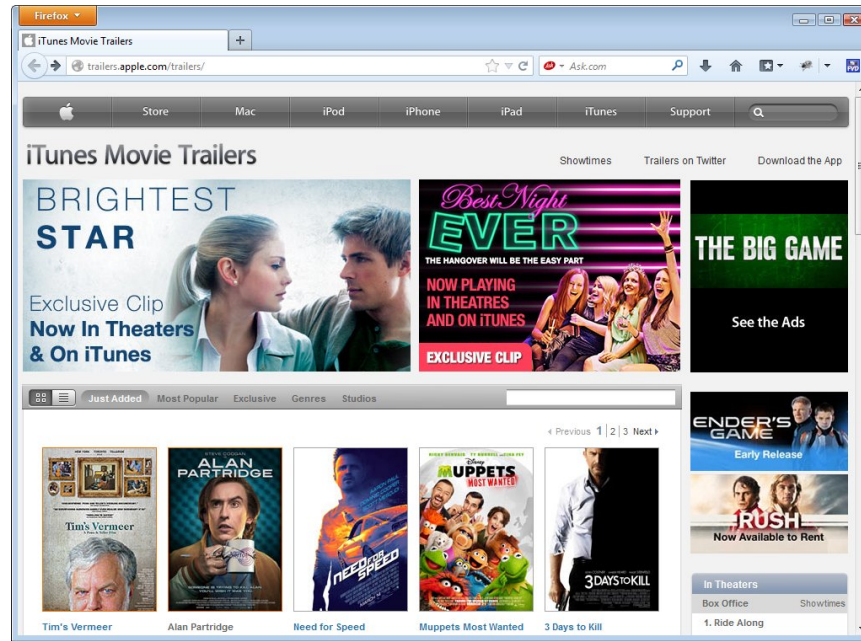 Firefox
iTunes Movie Trailers
trailers.apple.com/trailers/
Ask.com
Store Mac iPod iPhone iPad iTunes Support
iTunes Movie Trailers
Showtimes Trailers on Twitter Download the App
BRIGHTEST
STAR
Exclusive Clip
Now In Theaters
& On iTunes
Best Night
EVER
THE HANGOVER WILL BE THE EASY PART
NOW PLAYING
IN THEATRES
AND ON iTUNES
EXCLUSIVE CLIP
THE BIG GAME
See the Ads
Just Added Most Popular Exclusive Genres Studios
Previous 1 2 3 Next
ENDER'S
GAME
Early Release
RUSH
Now Available to Rent
Tim's Vermeer
STEVE COOGAN
ALAN
PARTRIDGE
NEED FOR
SPEED
Disney
MUPPETS
MOST WANTED
3 DAYS TO KILL
Tim's Vermeer
Alan Partridge
Need for Speed
Muppets Most Wanted
3 Days to Kill
In Theaters
Box Office Showtimes
1. Ride Along